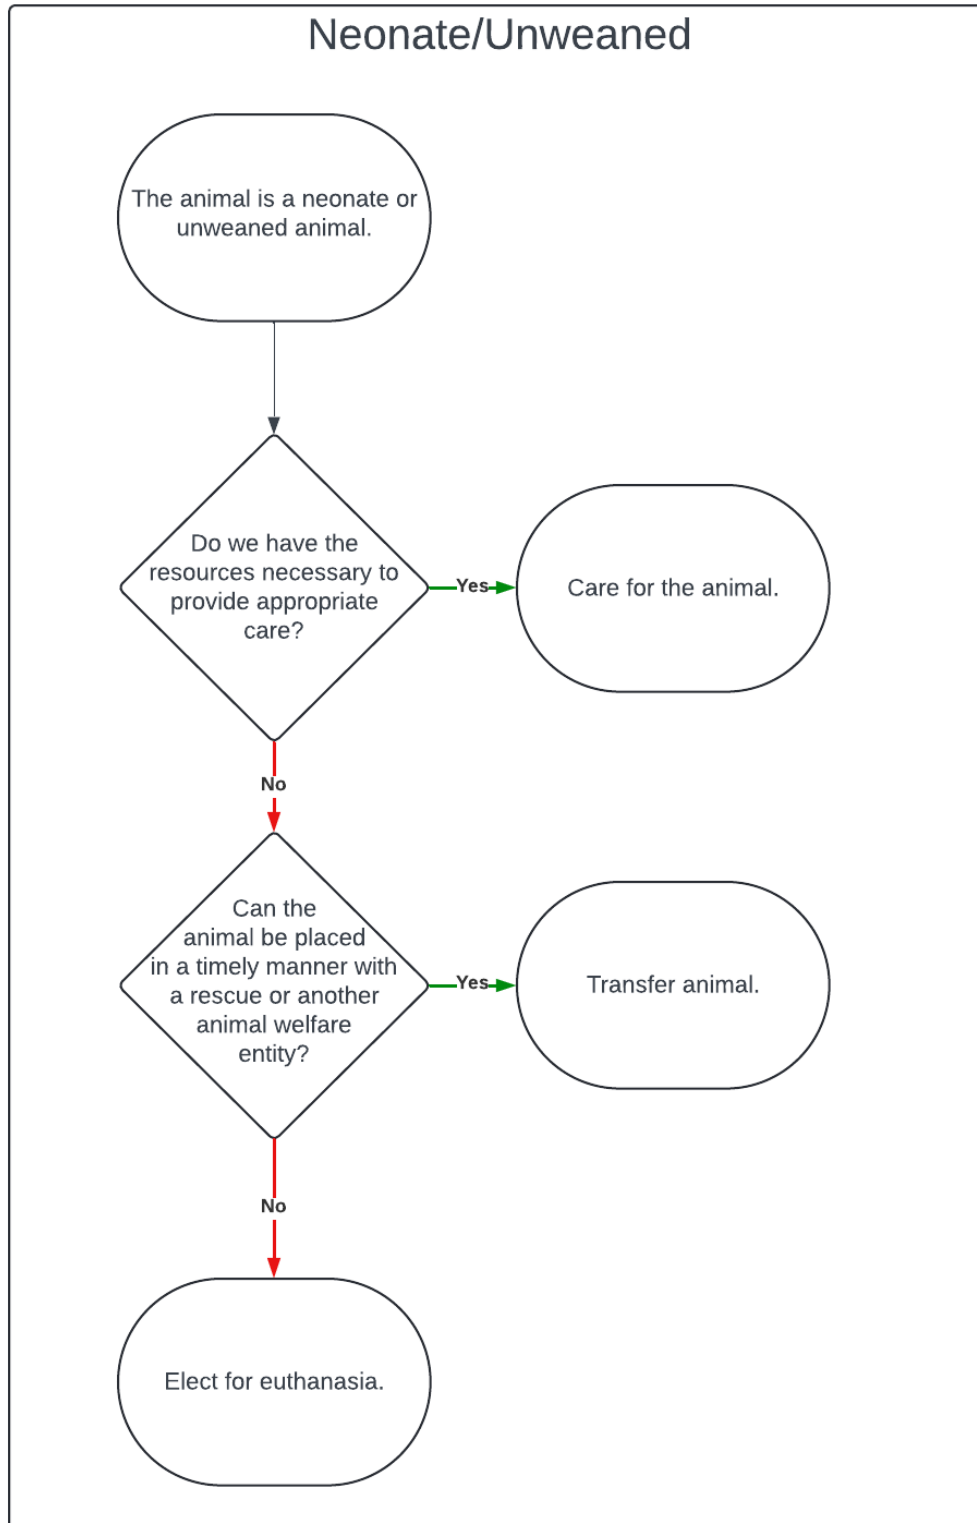 Neonate/Unweaned
The animal is a neonate or
unweaned animal.
Do we have the
resources necessary to
provide appropriate
care?
Yes
Care for the animal.
No
Can the
animal be placed
in a timely manner with
a rescue or another
animal welfare
entity?
Yes
Transfer animal.
No
Elect for euthanasia.